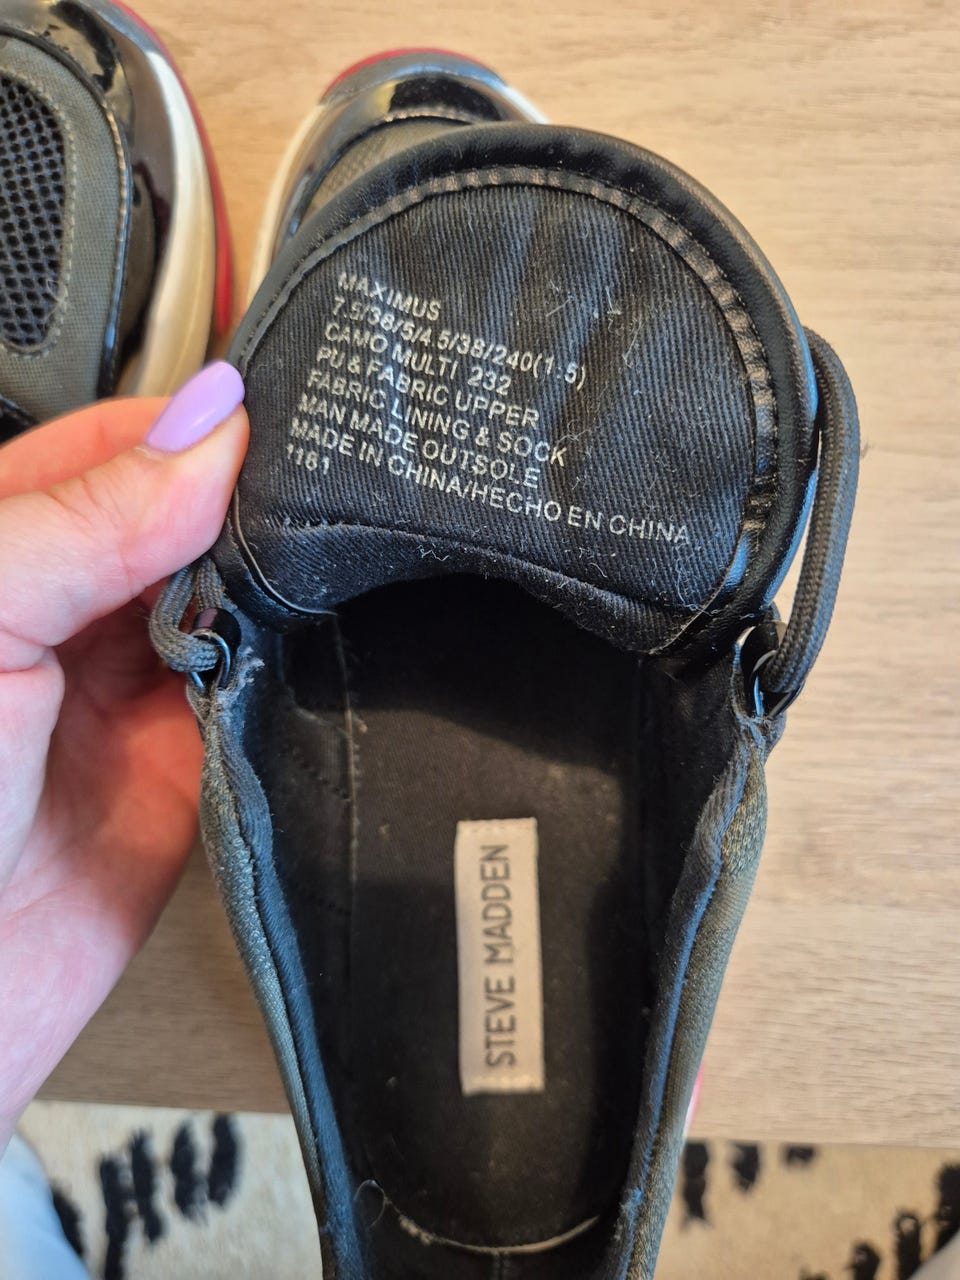 MAXIMUS
7.5/38/5/4.5/38/240(1.5)
CAMO MULTI 232
PU & FABRIC UPPER
FABRIC LINING & SOCK
MAN MADE OUTSOLE
MADE IN CHINA/HECHO EN CHINA
1161
STEVE MADDEN